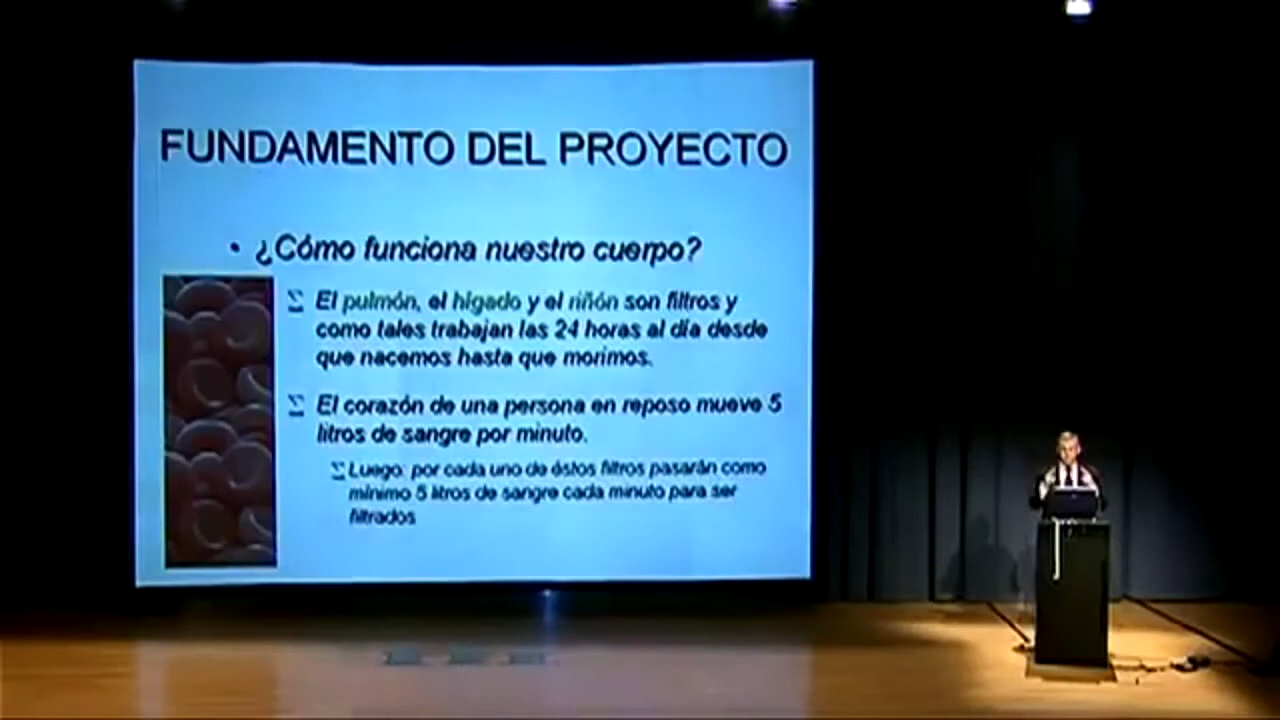 FUNDAMENTO DEL PROYECTO
• ¿Cómo funciona nuestro cuerpo?
Σ El pulmón, el hígado y el riñón son filtros y
como tales trabajan las 24 horas al día desde
que nacemos hasta que morimos.
Σ El corazón de una persona en reposo mueve 5
litros de sangre por minuto.
Σ Luego: por cada uno de éstos filtros pasarán como
mínimo 5 litros de sangre cada minuto para ser
filtrados